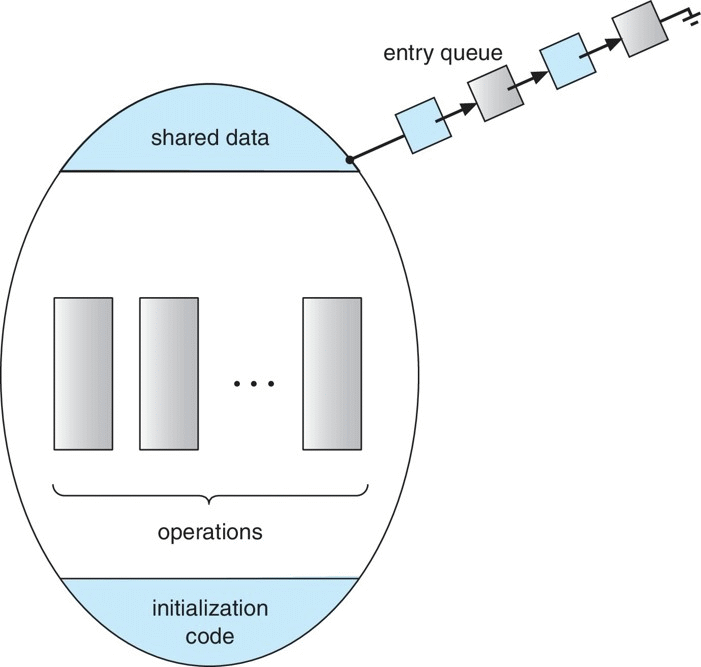 entry queue
shared data
operations
initialization
code